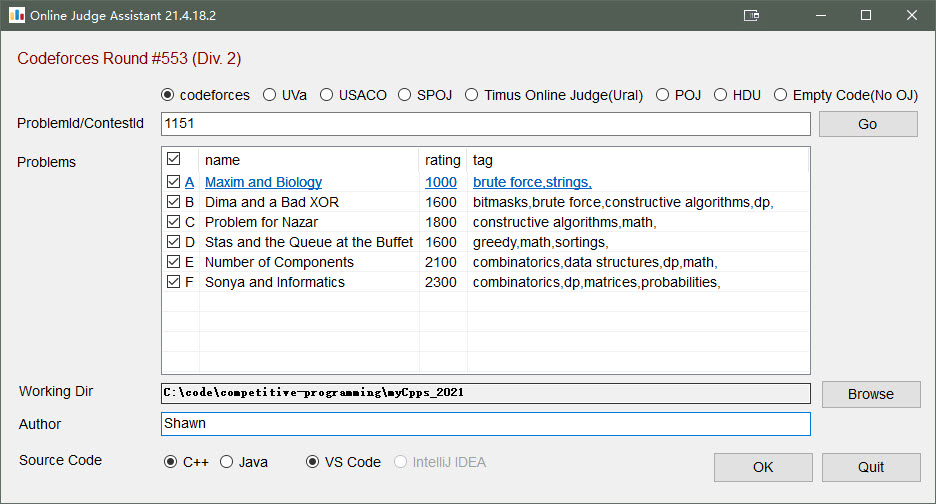 Online Judge Assistant 21.4.18.2
Codeforces Round #553 (Div. 2)
codeforces UVa USACO SPOJ Timus Online Judge(Ural) POJ HDU Empty Code(No OJ)
ProblemId/ContestId 1151 Go
Problems name rating tag
A Maxim and Biology 1000 brute force,strings,
B Dima and a Bad XOR 1600 bitmasks,brute force,constructive algorithms,dp,
C Problem for Nazar 1800 constructive algorithms,math,
D Stas and the Queue at the Buffet 1600 greedy,math,sortings,
E Number of Components 2100 combinatorics,data structures,dp,math,
F Sonya and Informatics 2300 combinatorics,dp,matrices,probabilities,
Working Dir C:\code\competitive-programming\myCpps_2021 Browse
Author Shawn
Source Code C++ Java VS Code IntelliJ IDEA OK Quit